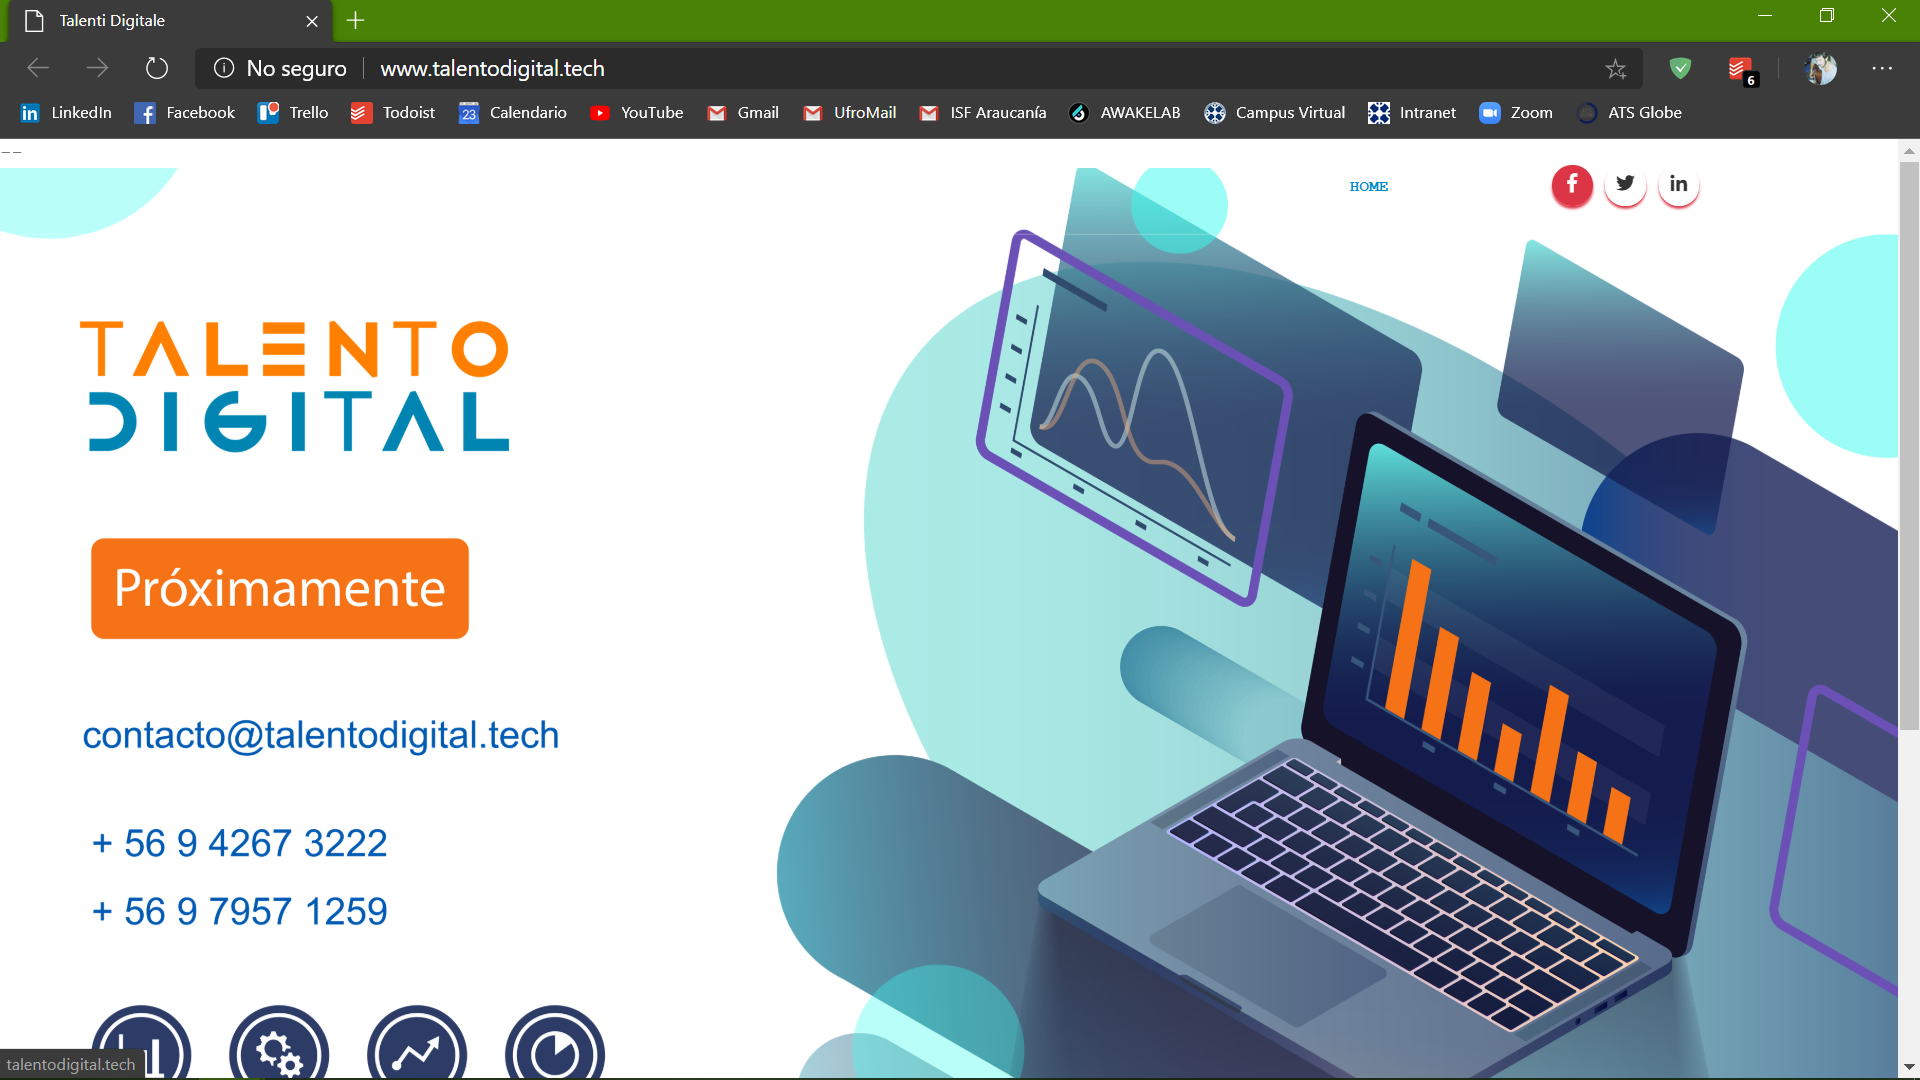 Talenti Digitale
No seguro
www.talentodigital.tech
6
LinkedIn
Facebook
Trello
Todoist
23
Calendario
YouTube
Gmail
UfroMail
ISF Araucanía
AWAKELAB
Campus Virtual
Intranet
Zoom
ATS Globe
--
HOME
TALENTO
DIGITAL
Próximamente
contacto@talentodigital.tech
+ 56 9 4267 3222
+ 56 9 7957 1259
talentodigital.tech